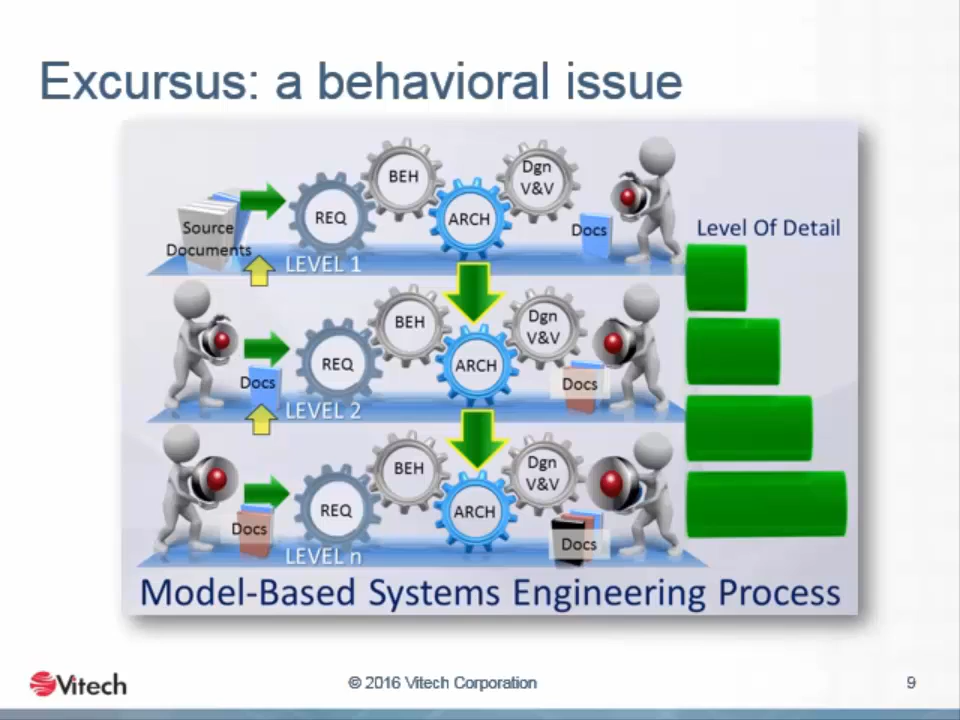 Excursus: a behavioral issue
BEH
Dgn
V&V
REQ
ARCH
Source
Documents
Docs
Level Of Detail
LEVEL 1
BEH
Dgn
V&V
REQ
ARCH
Docs
Docs
LEVEL 2
BEH
Dgn
V&V
REQ
ARCH
Docs
Docs
LEVEL n
Model-Based Systems Engineering Process
Vitech
© 2016 Vitech Corporation
9